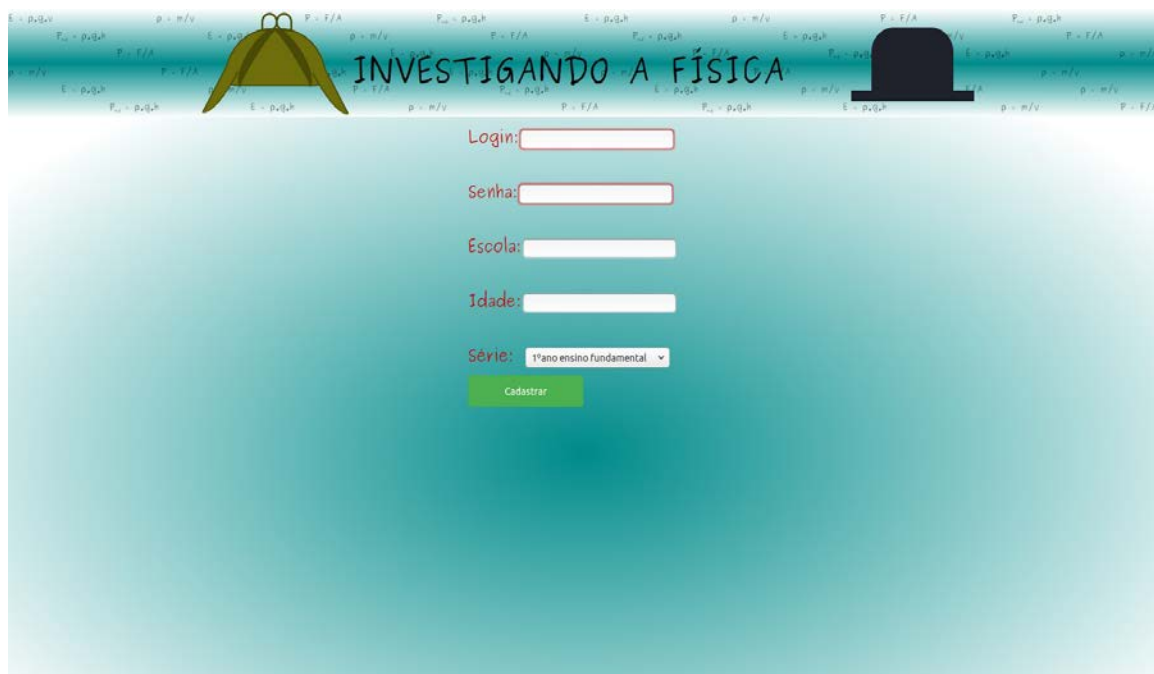 E = ρ.g.v ρ = m/v P = F/A E = ρ.g.h ρ = m/v P = F/A
E = ρ.g.h ρ = m/v P = F/A E = ρ.g.h P = F/A
P = F/A
ρ = m/v P = F/A ρ = m/v
INVESTIGANDO A FÍSICA
E = ρ.g.h P = F/A E = ρ.g.h ρ = m/v ρ = m/v
E = ρ.g.h ρ = m/v P = F/A E = ρ.g.h ρ = m/v
Login:
Senha:
Escola:
Idade:
Série: 1ºano ensino fundamental
Cadastrar